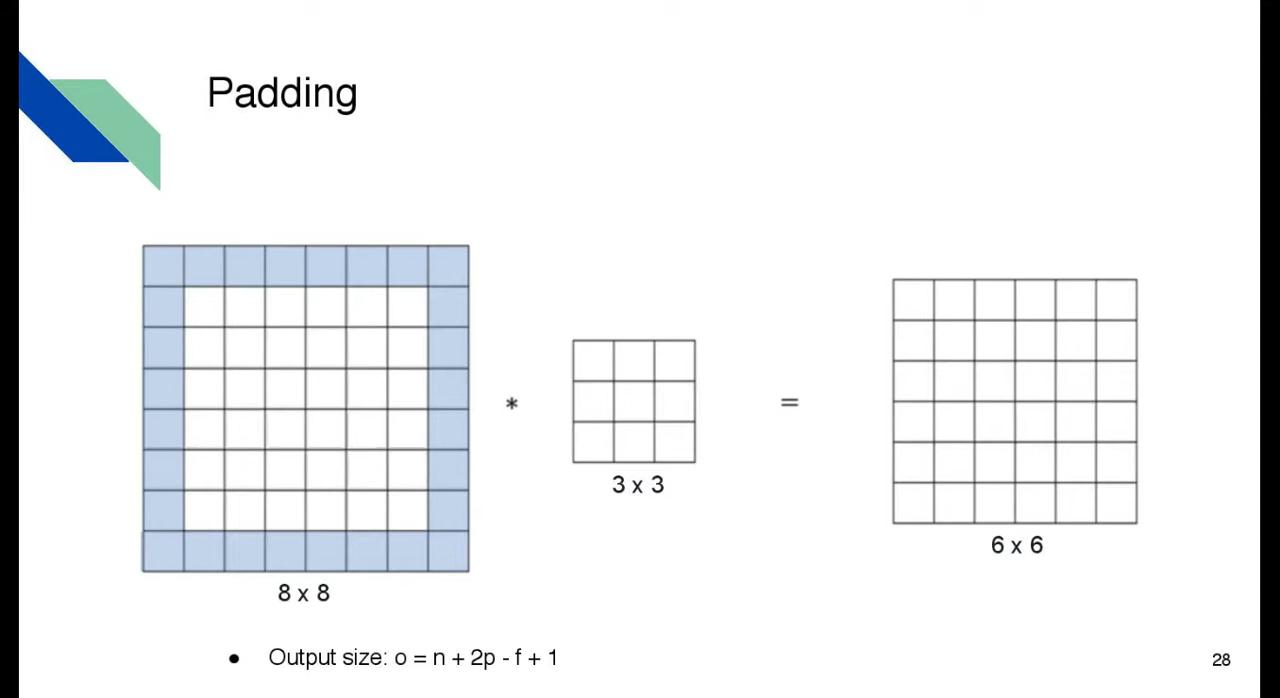 Padding
*
=
3 x 3
6 x 6
8 x 8
● Output size: o = n + 2p - f + 1
28